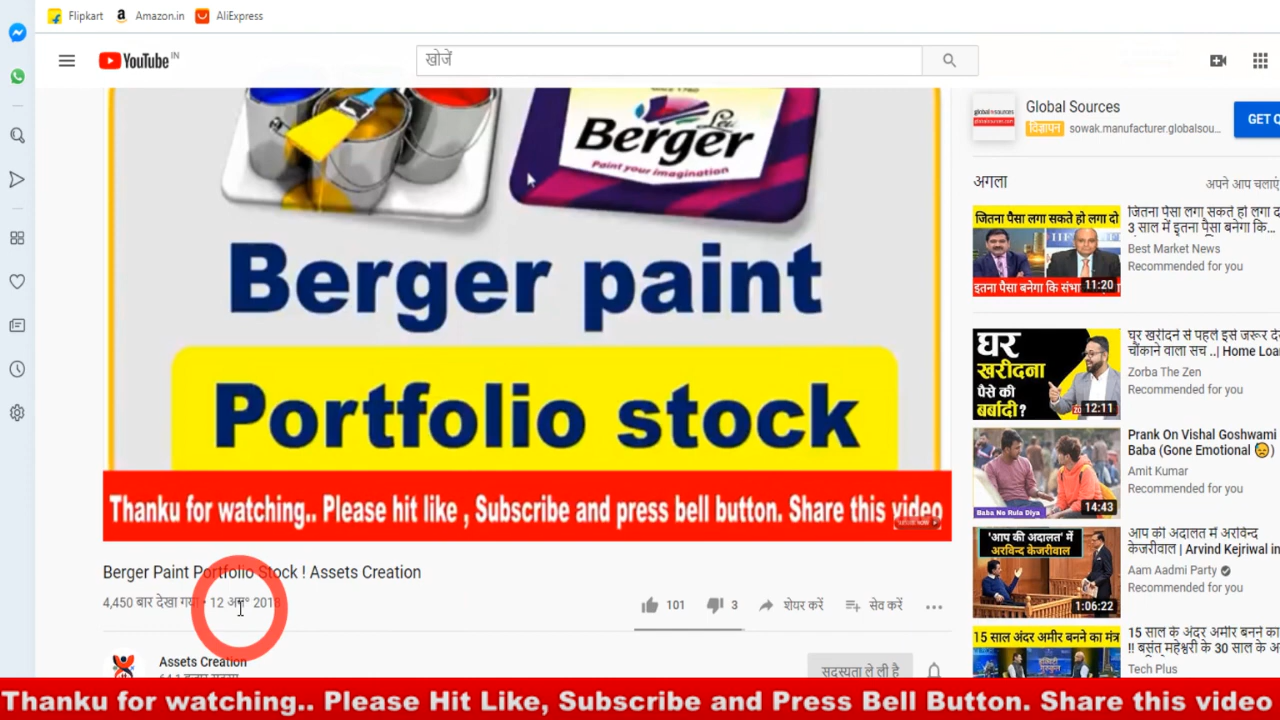 Flipkart
Amazon.in
AliExpress
YouTube IN
खोजें
Berger
Paint your imagination
Berger paint
Portfolio stock
Thanku for watching.. Please hit like , Subscribe and press bell button. Share this video
Berger Paint Portfolio Stock ! Assets Creation
4,450 बार देखा गया • 12 अग॰ 2018
101
3
शेयर करें
सेव करें
Assets Creation
सदस्यता ले ली है
Global Sources
GET
विज्ञापन sowak.manufacturer.globalsou...
अगला
अपने आप चलाएं
जितना पैसा लगा सकते हो लगा दो
11:20
जितना पैसा लगा सकते हो लगा
3 साल में इतना पैसा बनेगा कि...
Best Market News
Recommended for you
घर
खरीदना
पैसे की
बर्बादी?
12:11
घर खरीदने से पहले इसे जरूर
चौंकाने वाला सच ..| Home
Zorba The Zen
Recommended for you
Baba Ne Rula Diya
14:43
Prank On Vishal Goshwami
Baba (Gone Emotional 😞)
Amit Kumar
Recommended for you
'आप की अदालत' में
अरविन्द केजरीवाल
1:06:22
आप की अदालत में अरविन्द
केजरीवाल | Arvind Kejriwal in
Aam Aadmi Party
Recommended for you
15 साल अंदर अमीर बनने का मंत्र
15 साल के अंदर अमीर बनने का
!! बसंत महेश्वरी के 30 साल के
Tech Plus
Thanku for watching.. Please Hit Like, Subscribe and Press Bell Button. Share this video